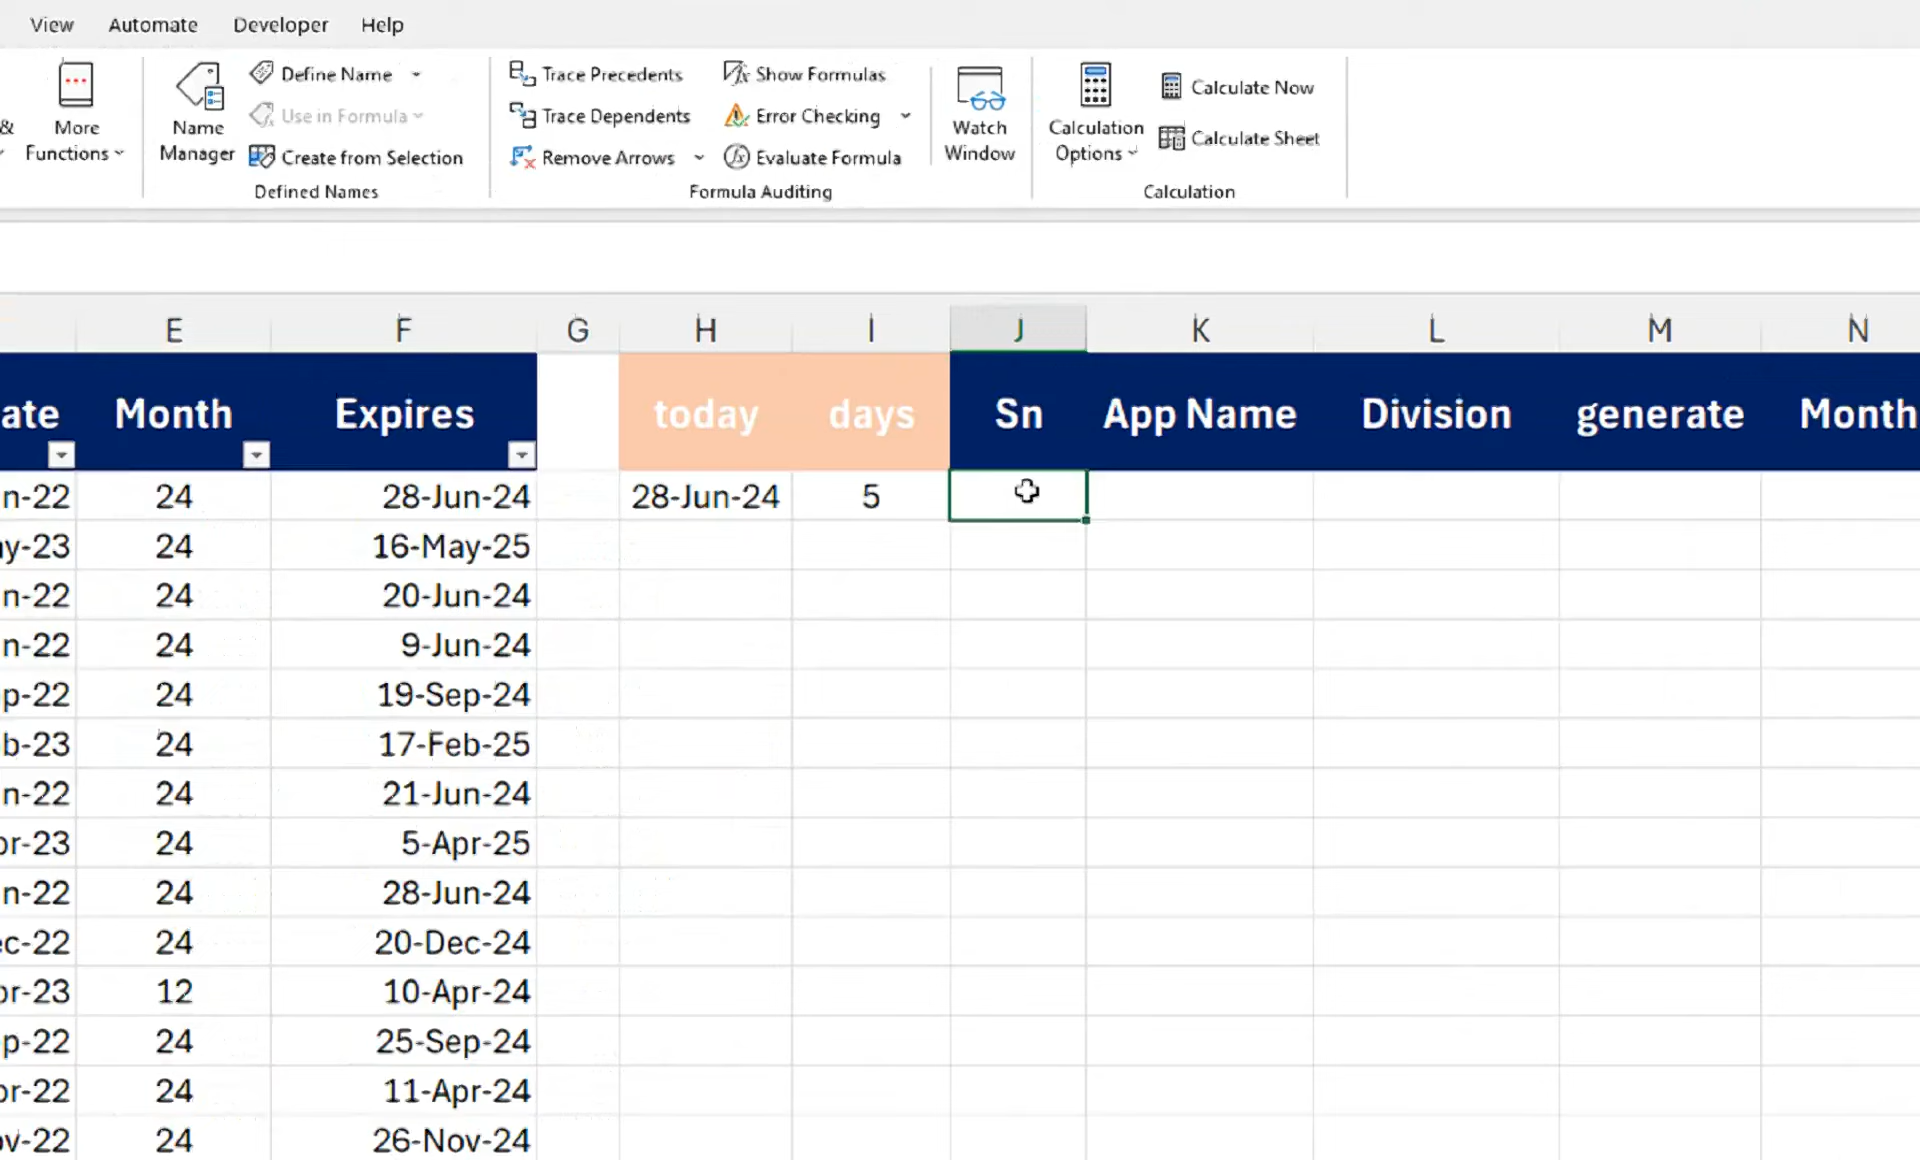 View Automate Developer Help
&
More Functions
Name Manager
Define Name
Use in Formula
Create from Selection
Defined Names
Trace Precedents
Trace Dependents
Remove Arrows
Show Formulas
Error Checking
Evaluate Formula
Formula Auditing
Watch Window
Calculation Options
Calculate Now
Calculate Sheet
Calculation
E F G H I J K L M N
ate Month Expires today days Sn App Name Division generate Month
n-22 24 28-Jun-24 28-Jun-24 5
ay-23 24 16-May-25
n-22 24 20-Jun-24
n-22 24 9-Jun-24
p-22 24 19-Sep-24
b-23 24 17-Feb-25
n-22 24 21-Jun-24
pr-23 24 5-Apr-25
n-22 24 28-Jun-24
ec-22 24 20-Dec-24
pr-23 12 10-Apr-24
p-22 24 25-Sep-24
pr-22 24 11-Apr-24
ov-22 24 26-Nov-24